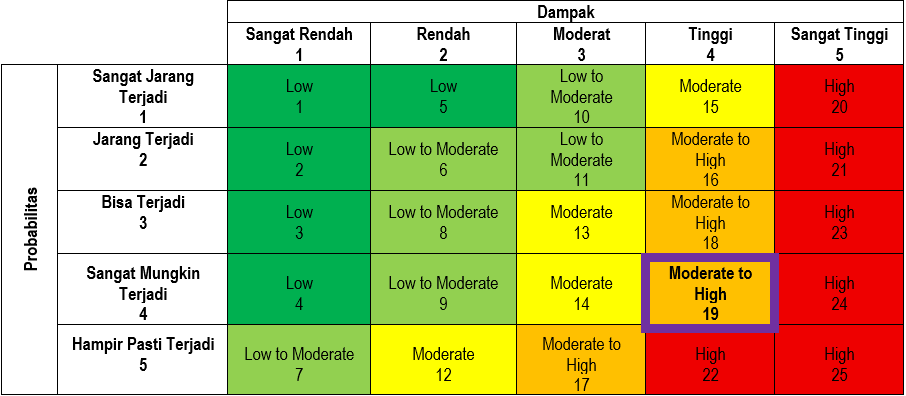 Dampak
Sangat Rendah
1
Rendah
2
Moderat
3
Tinggi
4
Sangat Tinggi
5
Probabilitas
Sangat Jarang
Terjadi
1
Low
1
Low
5
Low to
Moderate
10
Moderate
15
High
20
Jarang Terjadi
2
Low
2
Low to Moderate
6
Low to
Moderate
11
Moderate to
High
16
High
21
Bisa Terjadi
3
Low
3
Low to Moderate
8
Moderate
13
Moderate to
High
18
High
23
Sangat Mungkin
Terjadi
4
Low
4
Low to Moderate
9
Moderate
14
Moderate to
High
19
High
24
Hampir Pasti Terjadi
5
Low to Moderate
7
Moderate
12
Moderate to
High
17
High
22
High
25